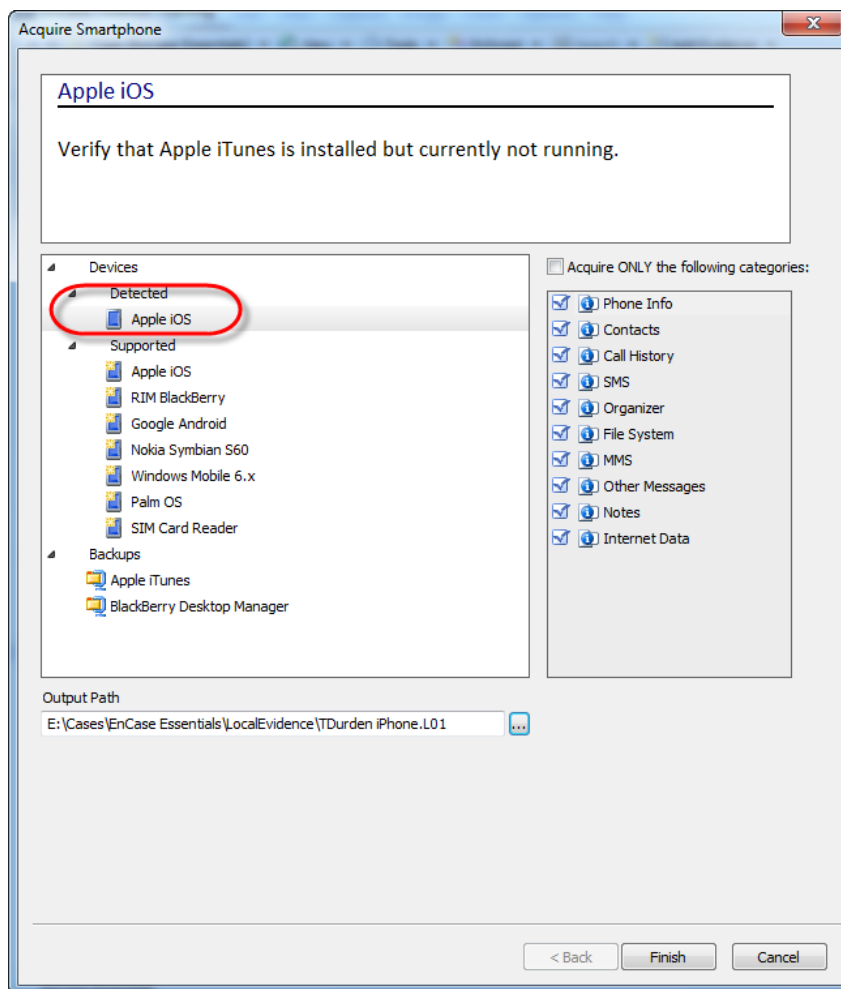 Acquire Smartphone
Apple iOS
Verify that Apple iTunes is installed but currently not running.
Devices
Detected
Apple iOS
Supported
Apple iOS
RIM BlackBerry
Google Android
Nokia Symbian S60
Windows Mobile 6.x
Palm OS
SIM Card Reader
Backups
Apple iTunes
BlackBerry Desktop Manager
Acquire ONLY the following categories:
Phone Info
Contacts
Call History
SMS
Organizer
File System
MMS
Other Messages
Notes
Internet Data
Output Path
E:\Cases\EnCase Essentials\LocalEvidence\TDurden iPhone.L01
...
< Back
Finish
Cancel